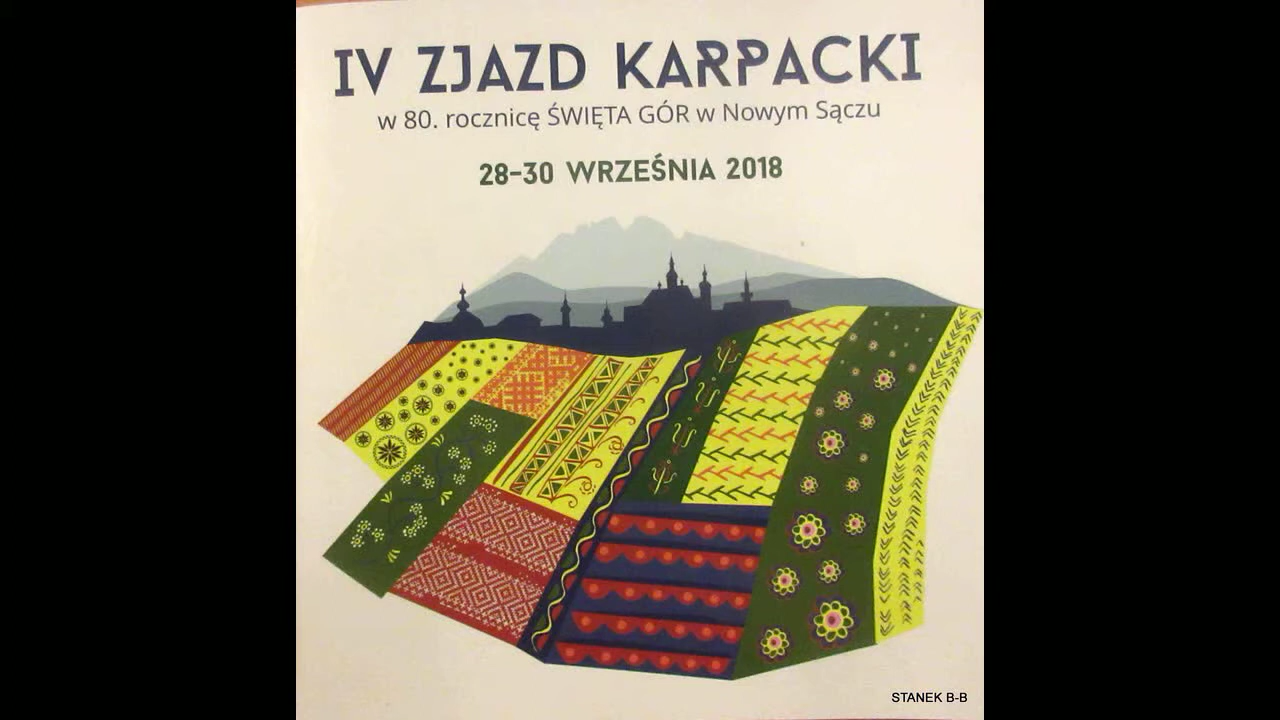 IV ZJAZD KARPACKI
w 80. rocznicę ŚWIĘTA GÓR w Nowym Sączu
28-30 WRZEŚNIA 2018
STANEK B-B